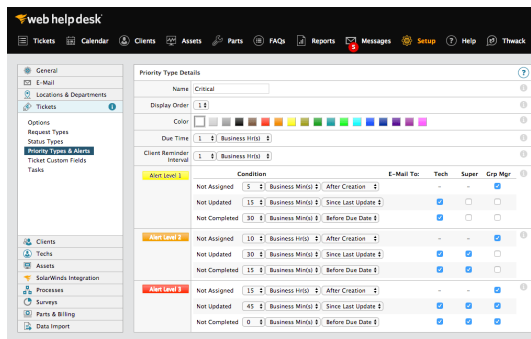 web help desk
Tickets Calendar Clients Assets Parts FAQs Reports Messages Setup ? Help Thwack
5
General
E-Mail
Locations & Departments
Tickets
Options
Request Types
Status Types
Priority Types & Alerts
Ticket Custom Fields
Tasks
Clients
Techs
Assets
SolarWinds Integration
Processes
Surveys
Parts & Billing
Data Import
Priority Type Details ?
Name Critical
Display Order 1
Color
Due Time 1 Business Hr(s)
Client Reminder
Interval 1 Business Hr(s)
Alert Level 1 Condition E-Mail To: Tech Super Grp Mgr
Not Assigned 5 Business Min(s) After Creation - -
Not Updated 15 Business Min(s) Since Last Update
Not Completed 30 Business Min(s) Before Due Date
Alert Level 2 Not Assigned 10 Business Hr(s) After Creation - -
Not Updated 30 Business Min(s) Since Last Update
Not Completed 15 Business Min(s) Before Due Date
Alert Level 3 Not Assigned 15 Business Hr(s) After Creation - -
Not Updated 45 Business Min(s) Since Last Update
Not Completed 0 Business Min(s) Before Due Date